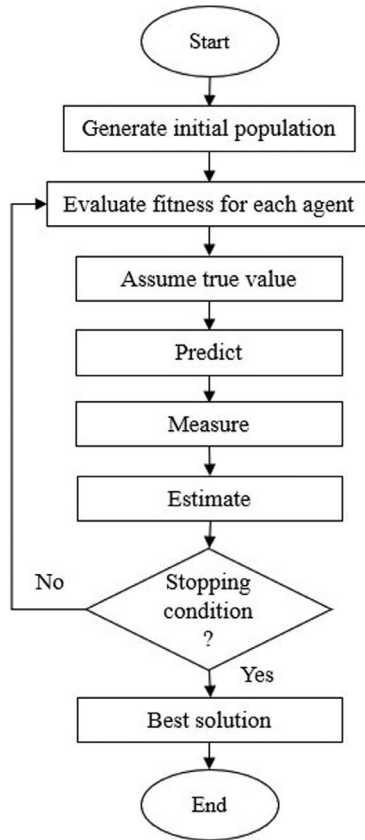 Start
Generate initial population
Evaluate fitness for each agent
Assume true value
Predict
Measure
Estimate
No
Stopping
condition
?
Yes
Best solution
End